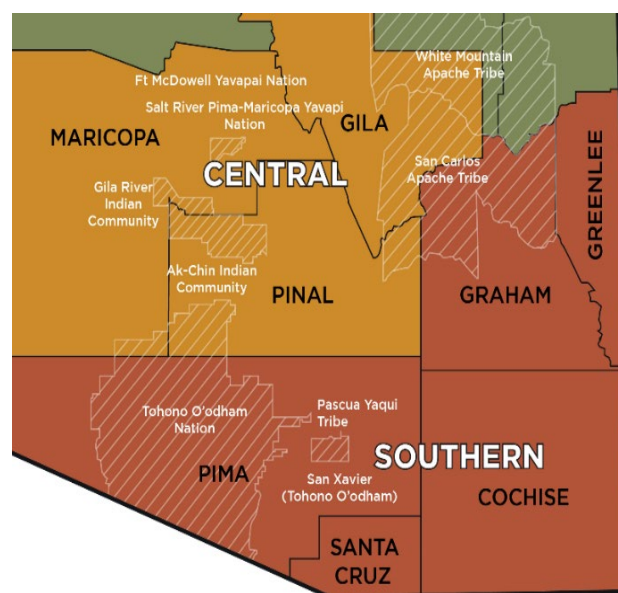 White Mountain
Apache Tribe
Ft McDowell Yavapai Nation
Salt River Pima-Maricopa Yavapi
Nation
MARICOPA
GILA
CENTRAL
San Carlos
Apache Tribe
GREENLEE
Gila River
Indian
Community
Ak-Chin Indian
Community
PINAL
GRAHAM
Tohono O'odham
Nation
Pascua Yaqui
Tribe
SOUTHERN
PIMA
San Xavier
(Tohono O'odham)
COCHISE
SANTA
CRUZ